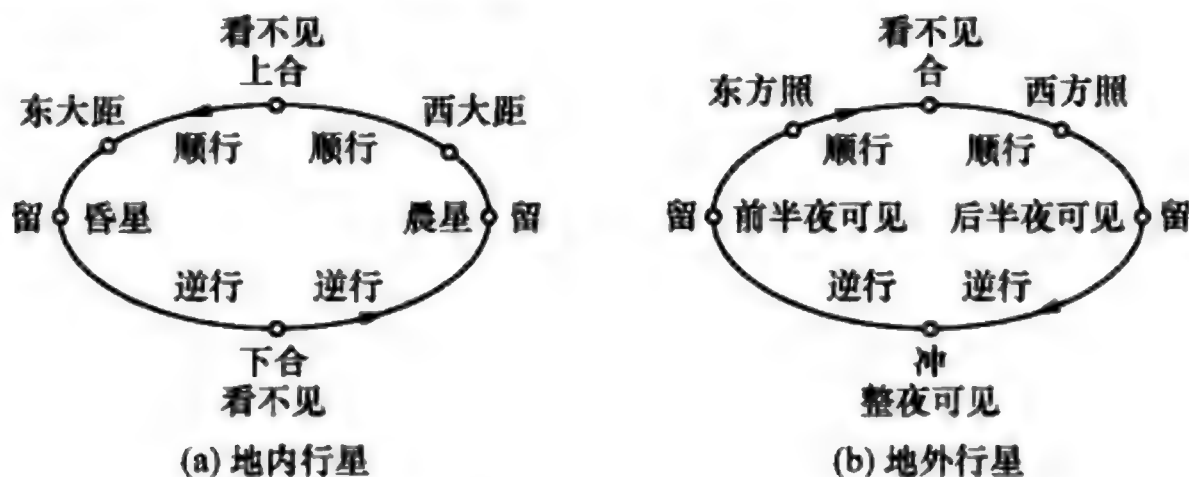 看不见
上合
东大距
西大距
顺行
顺行
留
昏星
晨星
留
逆行
逆行
下合
看不见
(a) 地内行星
看不见
合
东方照
西方照
顺行
顺行
留
前半夜可见
后半夜可见
留
逆行
逆行
冲
整夜可见
(b) 地外行星